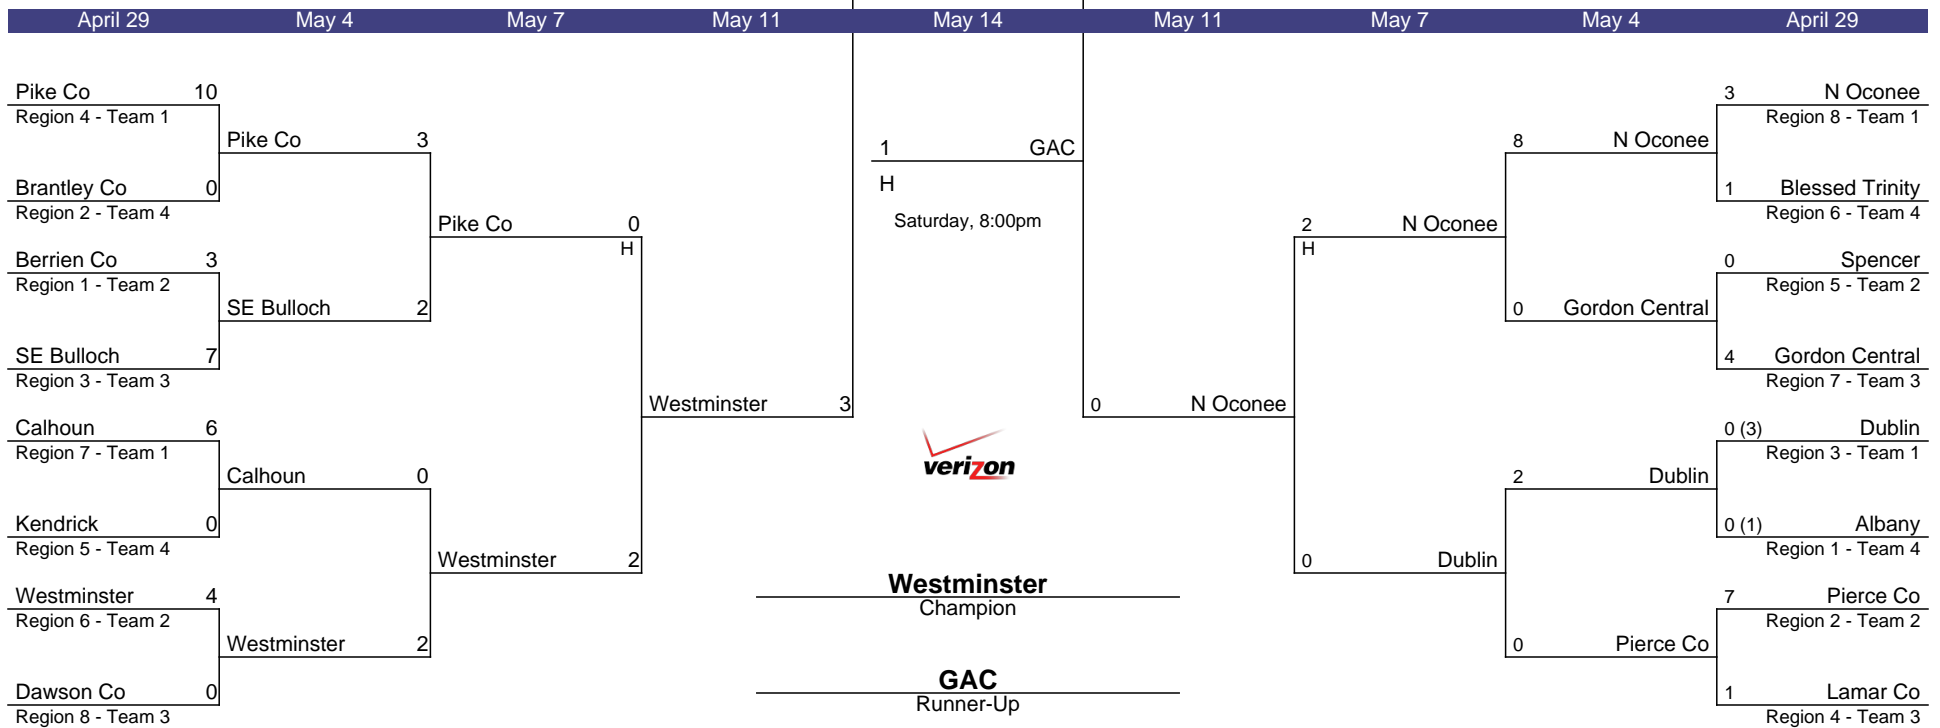 April 29 May 4 May 7 May 11 May 14 May 11 May 7 May 4 April 29
Pike Co 10
Region 4 - Team 1
Pike Co 3
Brantley Co 0
Region 2 - Team 4
Pike Co 0
H
Berrien Co 3
Region 1 - Team 2
SE Bulloch 2
SE Bulloch 7
Region 3 - Team 3
Westminster 3
Calhoun 6
Region 7 - Team 1
Calhoun 0
Kendrick 0
Region 5 - Team 4
Westminster 2
Westminster 4
Region 6 - Team 2
Westminster 2
Dawson Co 0
Region 8 - Team 3
1 GAC
H
Saturday, 8:00pm
verizon
Westminster
Champion
GAC
Runner-Up
3 N Oconee
Region 8 - Team 1
8 N Oconee
1 Blessed Trinity
Region 6 - Team 4
2 N Oconee
H
0 Spencer
Region 5 - Team 2
0 Gordon Central
4 Gordon Central
Region 7 - Team 3
0 N Oconee
0 (3) Dublin
Region 3 - Team 1
2 Dublin
0 (1) Albany
Region 1 - Team 4
0 Dublin
7 Pierce Co
Region 2 - Team 2
0 Pierce Co
1 Lamar Co
Region 4 - Team 3